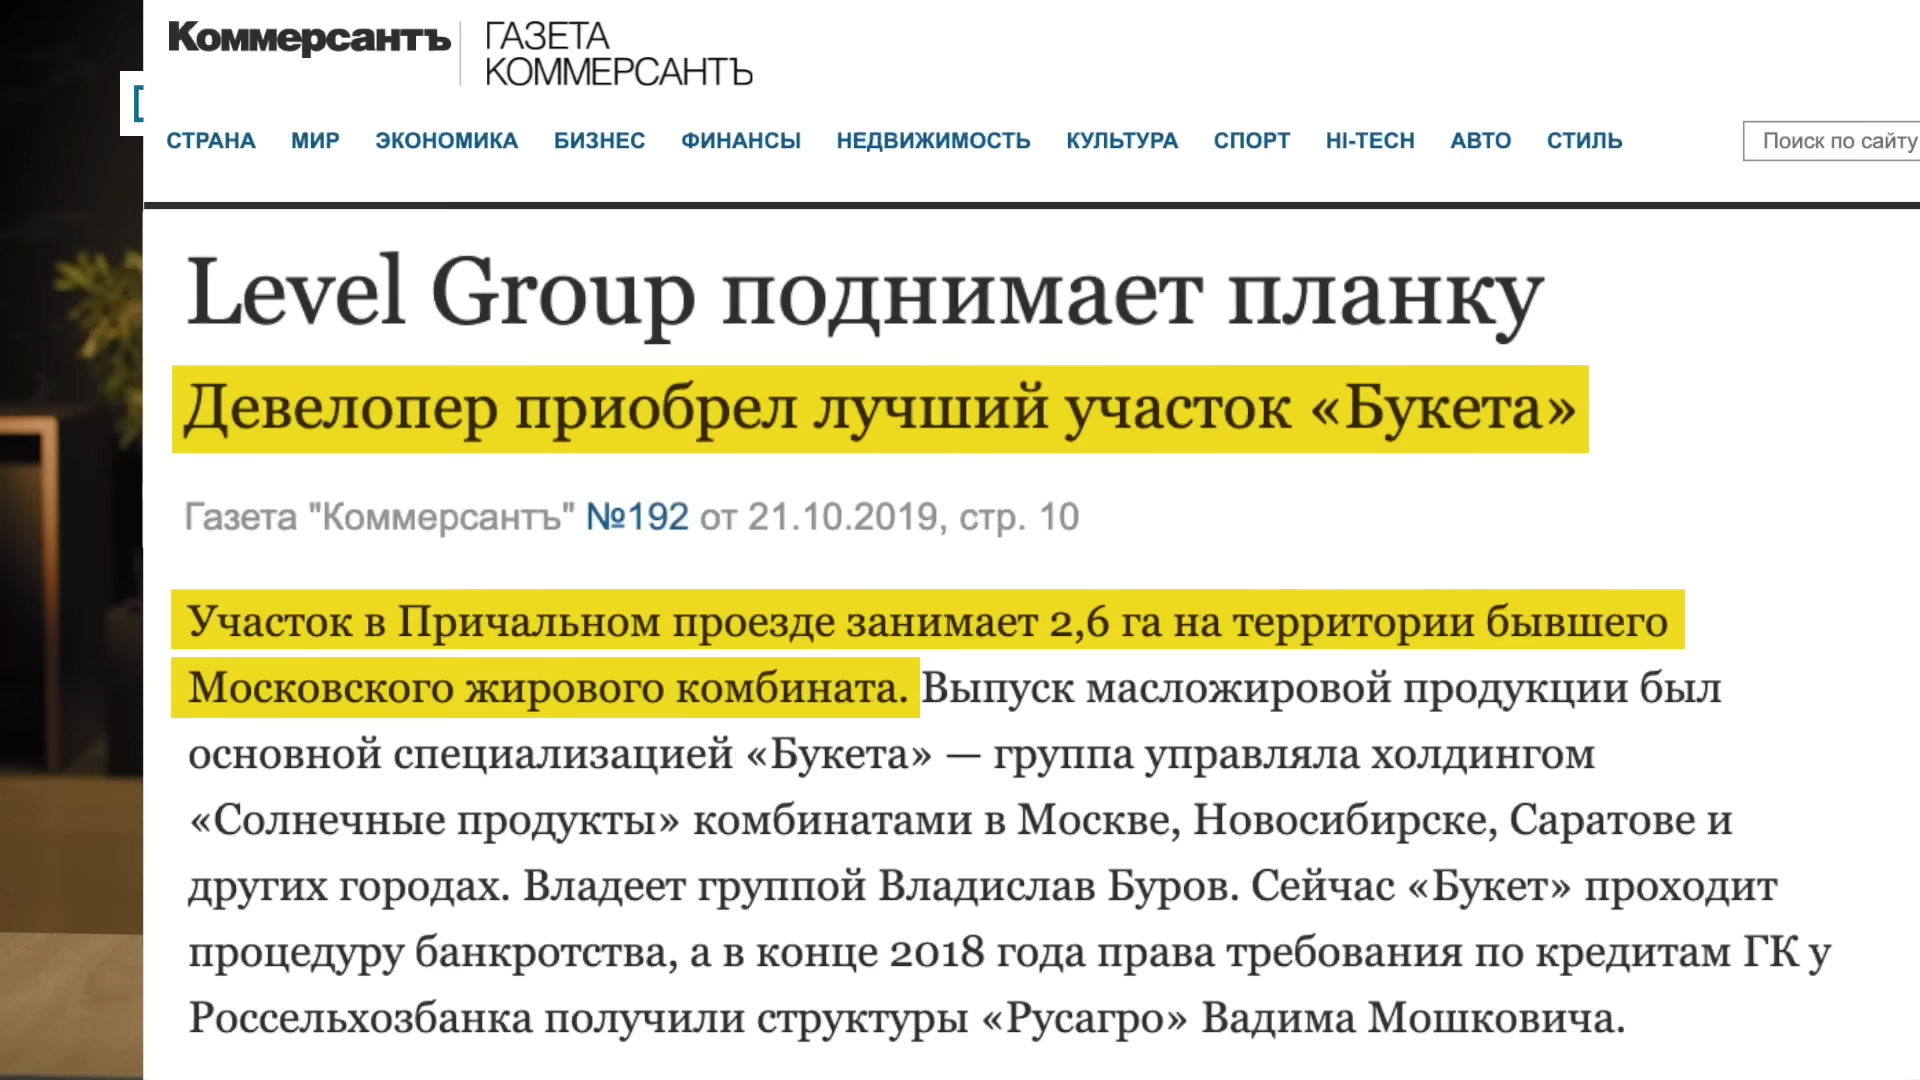 Коммерсантъ
ГАЗЕТА
КОММЕРСАНТЪ
СТРАНА МИР ЭКОНОМИКА БИЗНЕС ФИНАНСЫ НЕДВИЖИМОСТЬ КУЛЬТУРА СПОРТ HI-TECH АВТО СТИЛЬ Поиск по сайту
Level Group поднимает планку
Девелопер приобрел лучший участок «Букета»
Газета "Коммерсантъ" №192 от 21.10.2019, стр. 10
Участок в Причальном проезде занимает 2,6 га на территории бывшего
Московского жирового комбината. Выпуск масложировой продукции был
основной специализацией «Букета» — группа управляла холдингом
«Солнечные продукты» комбинатами в Москве, Новосибирске, Саратове и
других городах. Владеет группой Владислав Буров. Сейчас «Букет» проходит
процедуру банкротства, а в конце 2018 года права требования по кредитам ГК у
Россельхозбанка получили структуры «Русагро» Вадима Мошковича.